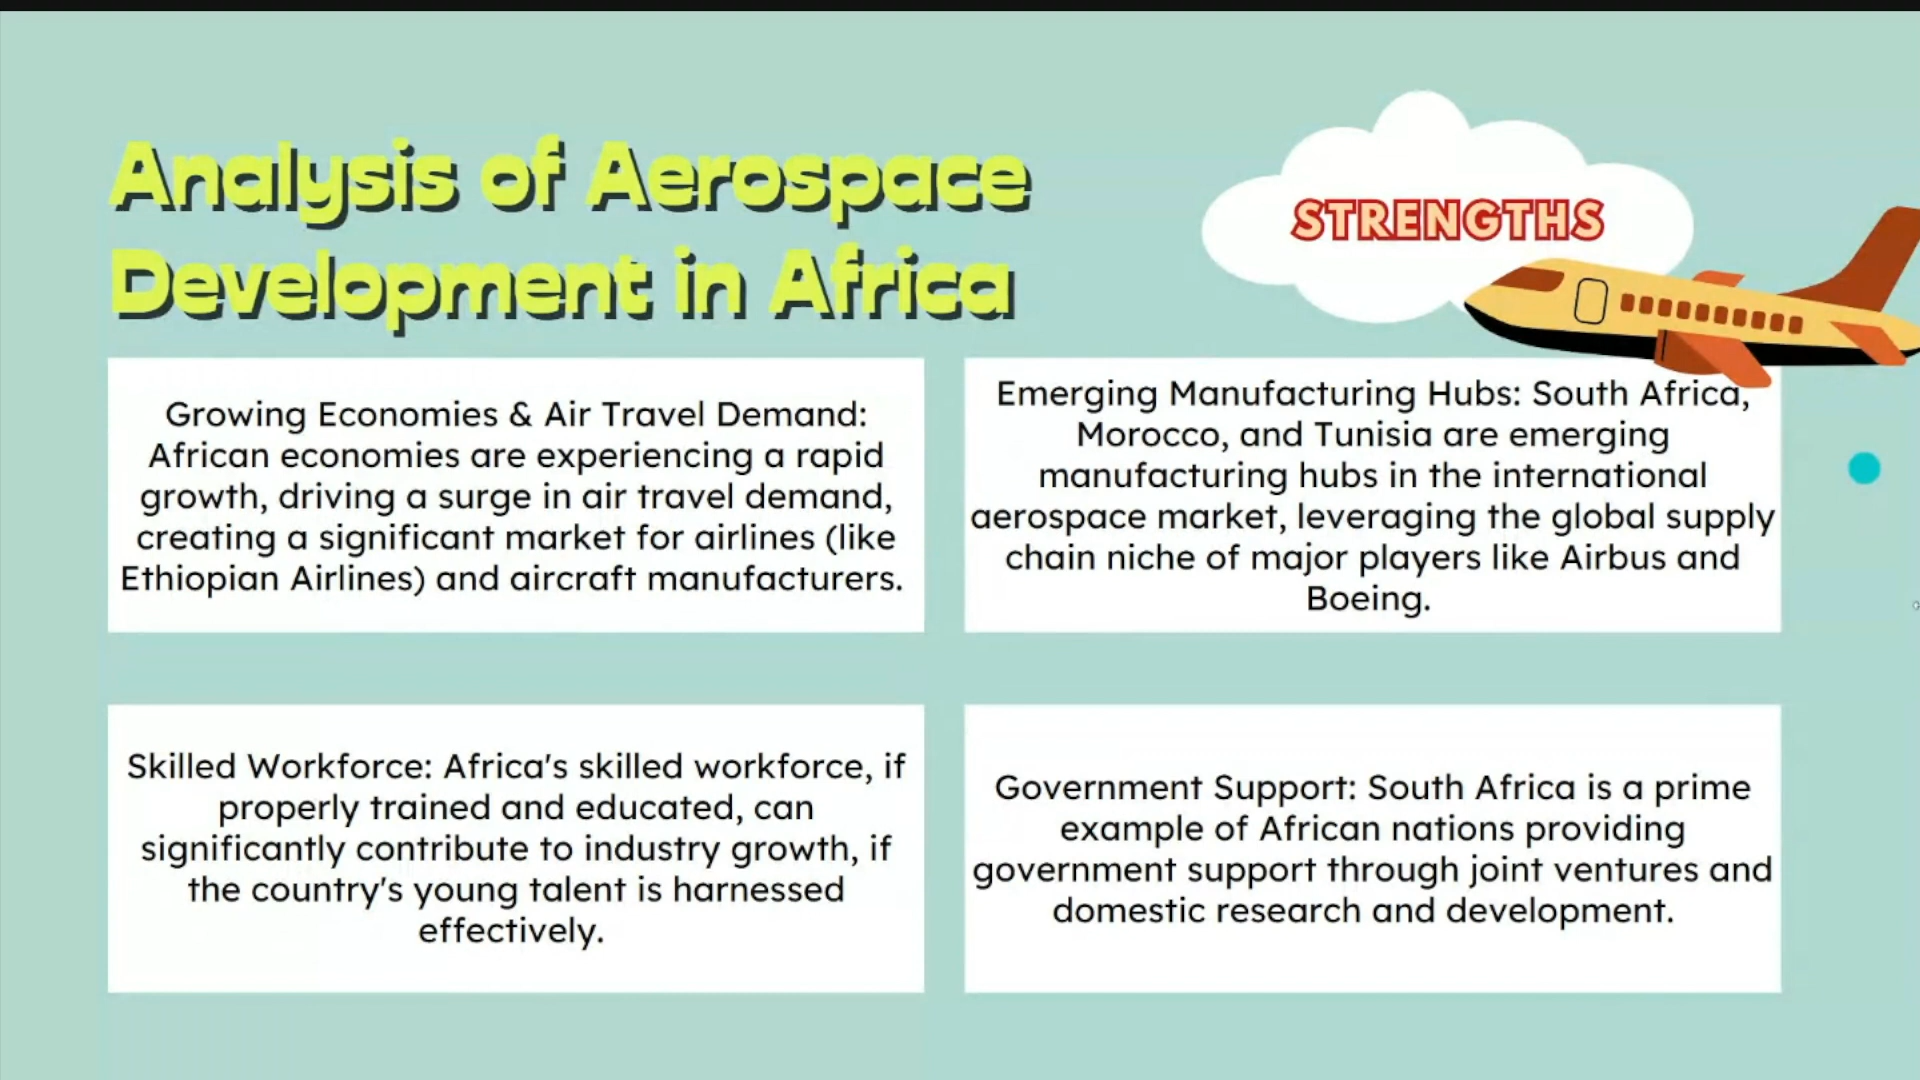 Analysis of Aerospace
Development in Africa
STRENGTHS
Growing Economies & Air Travel Demand:
African economies are experiencing a rapid
growth, driving a surge in air travel demand,
creating a significant market for airlines (like
Ethiopian Airlines) and aircraft manufacturers.
Emerging Manufacturing Hubs: South Africa,
Morocco, and Tunisia are emerging
manufacturing hubs in the international
aerospace market, leveraging the global supply
chain niche of major players like Airbus and
Boeing.
Skilled Workforce: Africa's skilled workforce, if
properly trained and educated, can
significantly contribute to industry growth, if
the country's young talent is harnessed
effectively.
Government Support: South Africa is a prime
example of African nations providing
government support through joint ventures and
domestic research and development.